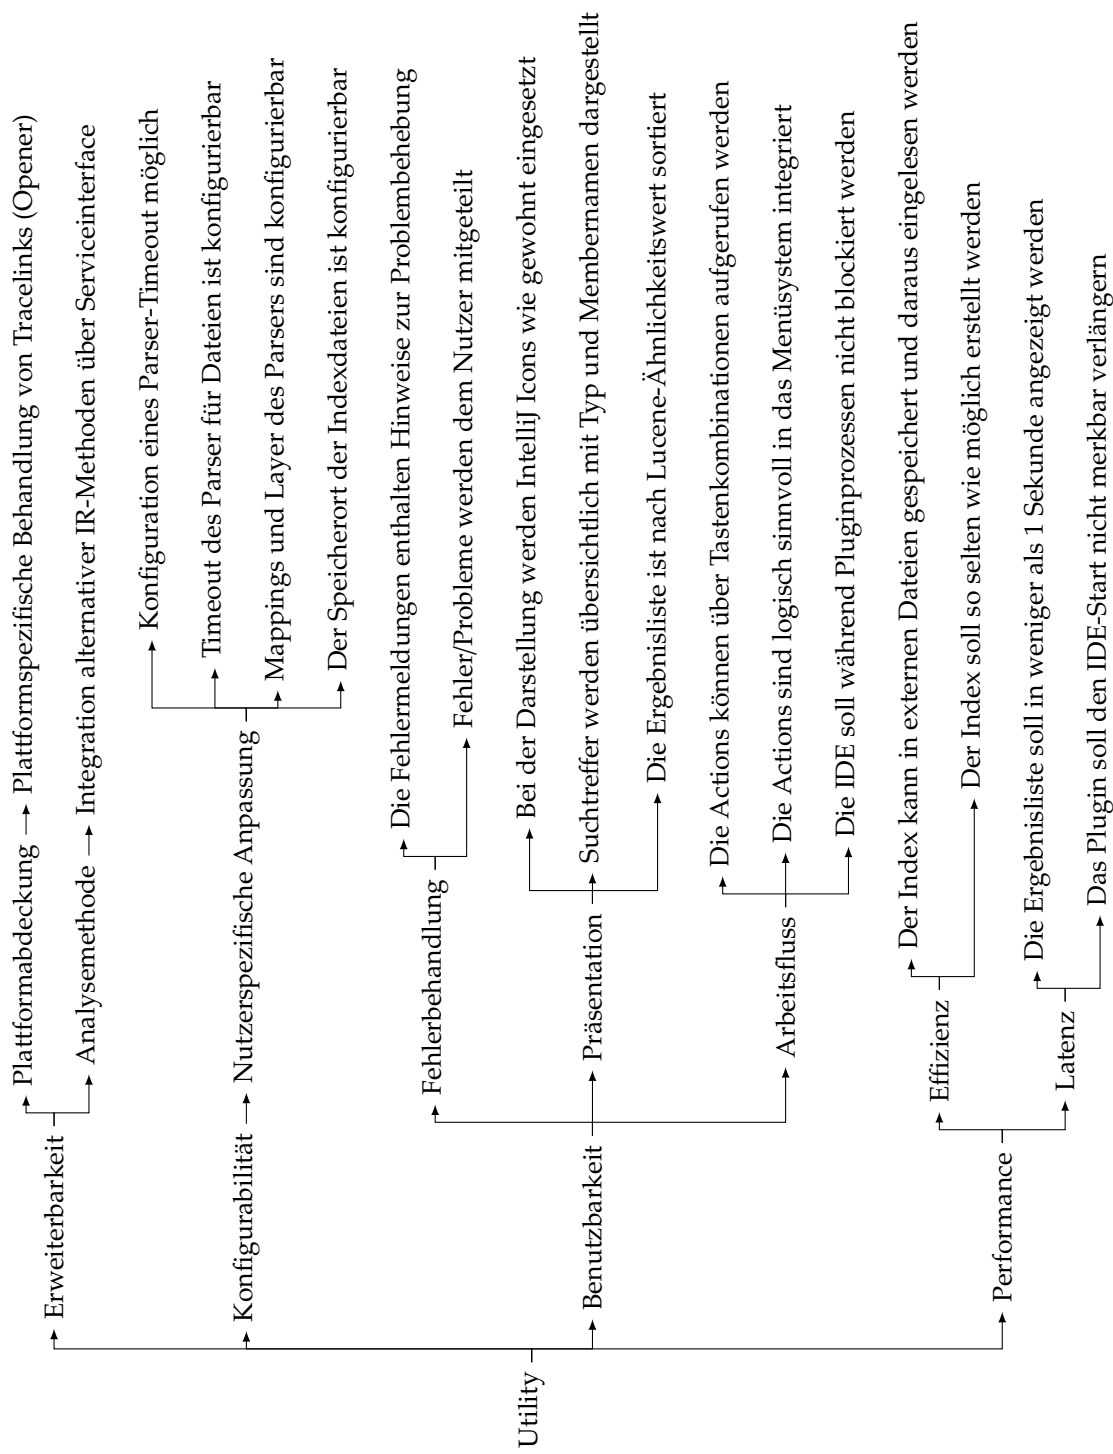 Utility
Erweiterbarkeit
Plattformabdeckung
Plattformspezifische Behandlung von Tracelinks (Opener)
Analysemethode
Integration alternativer IR-Methoden über Serviceinterface
Konfigurabilität
Nutzerspezifische Anpassung
Konfiguration eines Parser-Timeout möglich
Timeout des Parser für Dateien ist konfigurierbar
Mappings und Layer des Parsers sind konfigurierbar
Der Speicherort der Indexdateien ist konfigurierbar
Benutzbarkeit
Fehlerbehandlung
Die Fehlermeldungen enthalten Hinweise zur Problembehebung
Fehler/Probleme werden dem Nutzer mitgeteilt
Präsentation
Bei der Darstellung werden IntelliJ Icons wie gewohnt eingesetzt
Suchtreffer werden übersichtlich mit Typ und Membernamen dargestellt
Die Ergebnisliste ist nach Lucene-Ähnlichkeitswert sortiert
Arbeitsfluss
Die Actions können über Tastenkombinationen aufgerufen werden
Die Actions sind logisch sinnvoll in das Menüsystem integriert
Die IDE soll während Pluginprozessen nicht blockiert werden
Performance
Effizienz
Der Index kann in externen Dateien gespeichert und daraus eingelesen werden
Der Index soll so selten wie möglich erstellt werden
Latenz
Die Ergebnisliste soll in weniger als 1 Sekunde angezeigt werden
Das Plugin soll den IDE-Start nicht merkbar verlängern